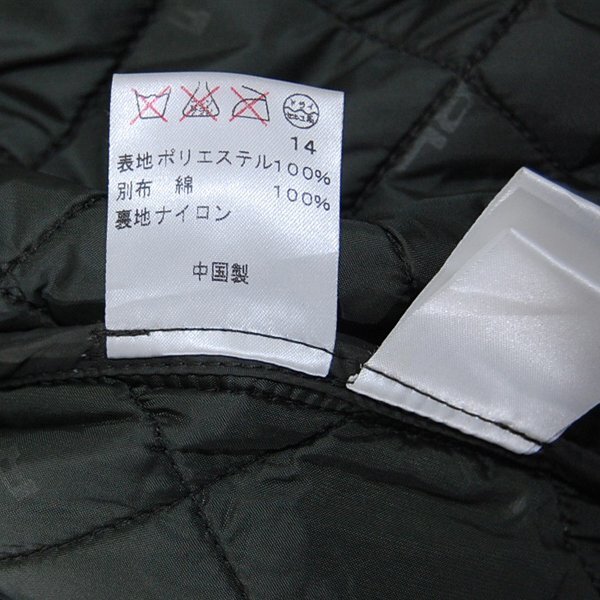 14
表地ポリエステル100%
別布 綿 100%
裏地ナイロン
中国製